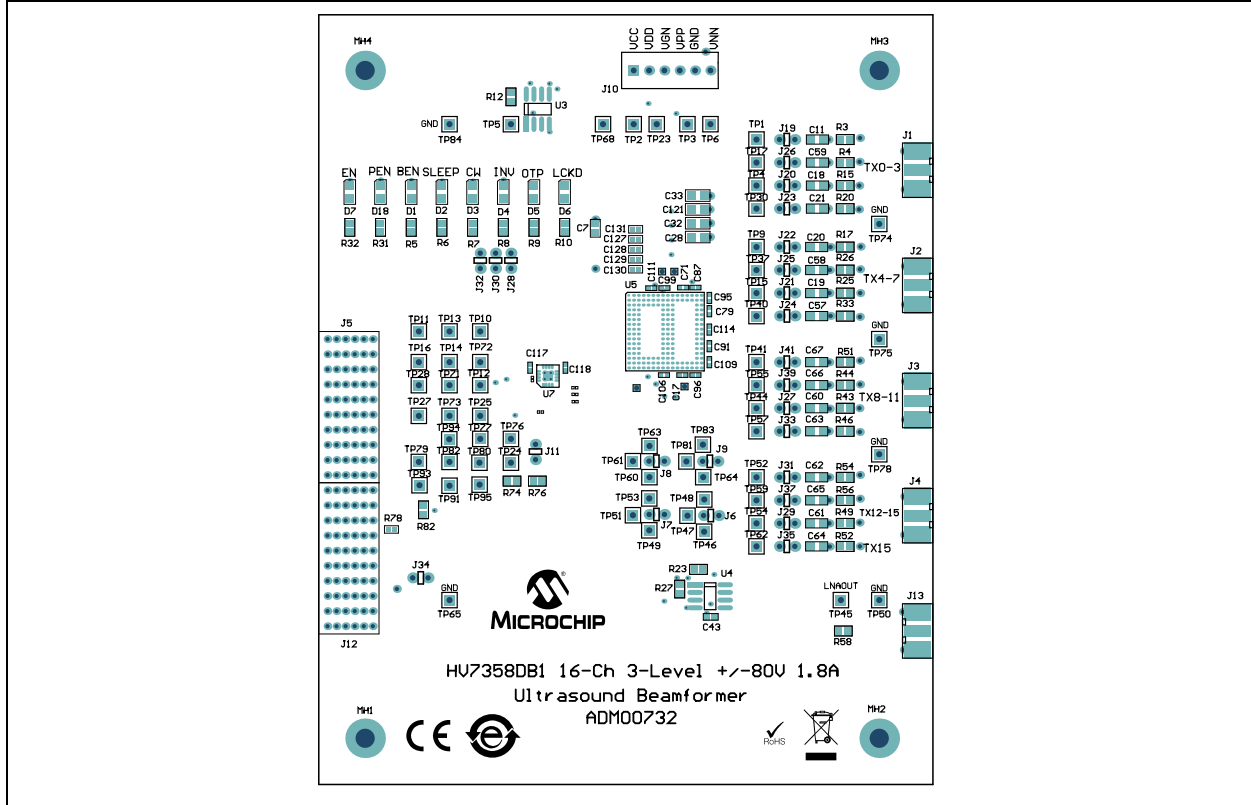 VCC VDD VGN VPP GND VNN
MH4
MH3
J10
R12
U3
GND
TP84
TP5
TP68 TP2 TP23 TP3 TP6
TP1 J19 C11 R3 J1
TP17 J26 C59 R4
TX0-3
TP4 J20 C18 R15
TP30 J23 C21 R20
GND
TP74
EN PEN BEN SLEEP CW INV OTP LCKD
D7 D18 D1 D2 D3 D4 D5 D6
R32 R31 R5 R6 R7 R8 R9 R10
C7
C33
C121
C32
C28
C131
C127
C128
C129
C130
J32 J30 J28
C111 C99 C71 C87
U5
C95
C79
C114
C91
C109
C106 C17 C96
TP9 J22 C20 R17 J2
TP37 J25 C58 R26
TX4-7
TP15 J21 C19 R25
TP40 J24 C57 R33
GND
TP75
J5
TP11 TP13 TP10
TP16 TP14 TP72
TP28 TP71 TP12
TP27 TP73 TP25
TP94 TP77 TP76
TP79 TP82 TP80 TP24
TP93 TP91 TP95
C117 C118
U7
J11
R74 R76
R82
R78
TP41 J41 C67 R51 J3
TP55 J39 C66 R44
TX8-11
TP44 J27 C60 R43
TP57 J33 C63 R46
GND
TP78
TP63 TP83
TP61 TP81 J9
TP60 J8 TP64
TP53 TP48
TP51 J7 TP47 J6
TP49 TP46
TP52 J31 C62 R54 J4
TP59 J37 C65 R56
TP54 J29 C61 R49 TX12-15
TP62 J35 C64 R52 TX15
J34
GND
TP65
J12
R23 U4
R27
C43
LNAOUT
TP45
GND
TP50
J13
R58
MICROCHIP
®
HV7358DB1 16-Ch 3-Level +/-80V 1.8A
Ultrasound Beamformer
ADM00732
MH1
MH2
CE
e
RoHS